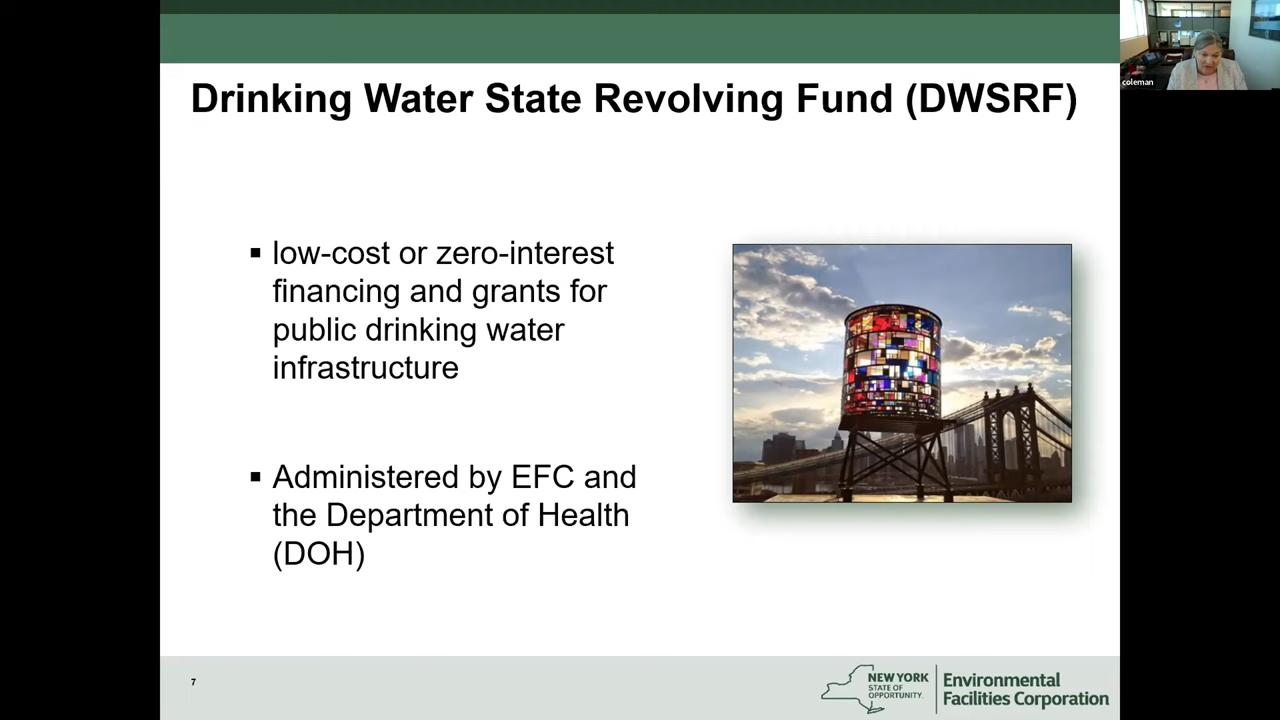 Drinking Water State Revolving Fund (DWSRF)
coleman
▪ low-cost or zero-interest
financing and grants for
public drinking water
infrastructure
▪ Administered by EFC and
the Department of Health
(DOH)
7
NEW YORK
STATE OF
OPPORTUNITY.
Environmental
Facilities Corporation